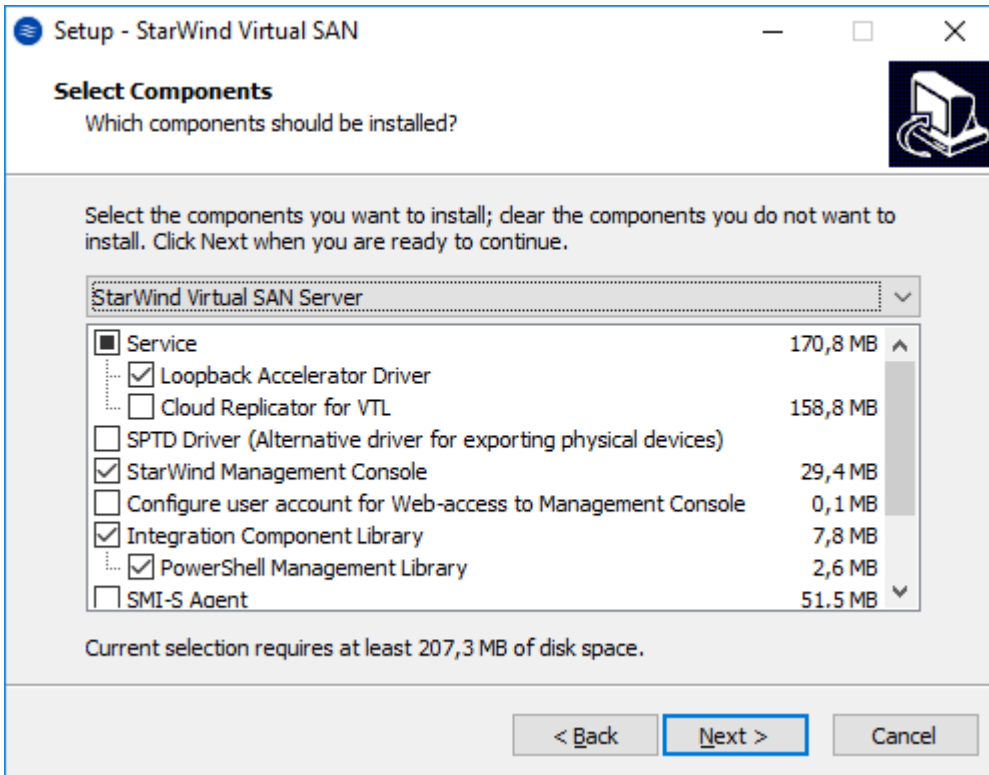 Setup - StarWind Virtual SAN
Select Components
Which components should be installed?
Select the components you want to install; clear the components you do not want to
install. Click Next when you are ready to continue.
StarWind Virtual SAN Server
Service 170,8 MB
Loopback Accelerator Driver
Cloud Replicator for VTL 158,8 MB
SPTD Driver (Alternative driver for exporting physical devices)
StarWind Management Console 29,4 MB
Configure user account for Web-access to Management Console 0,1 MB
Integration Component Library 7,8 MB
PowerShell Management Library 2,6 MB
SMI-S Agent 51,5 MB
Current selection requires at least 207,3 MB of disk space.
< Back Next > Cancel